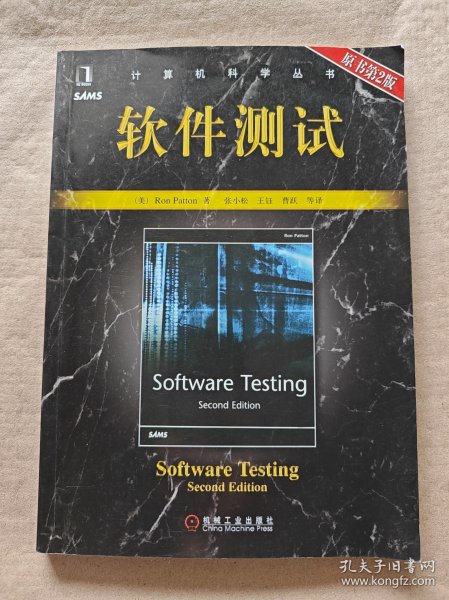 计算机科学丛书
原书第2版
SAMS
软件测试
(美) Ron Patton 著 张小松 王钰 曹跃 等译
Ron Patton
Software Testing
Second Edition
SAMS
Software Testing
Second Edition
机械工业出版社
China Machine Press
孔夫子旧书网
www.kongfz.com